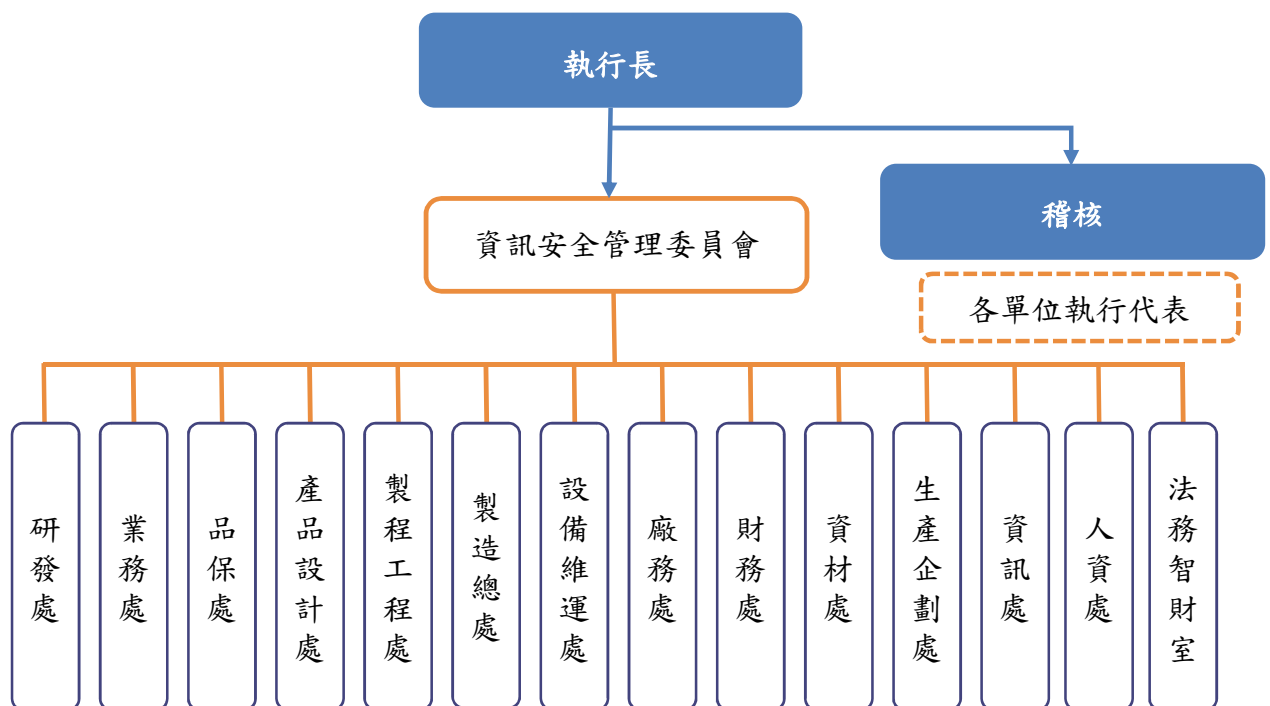 執行長
稽核
資訊安全管理委員會
各單位執行代表
研發處
業務處
品保處
產品設計處
製程工程處
製造總處
設備維運處
廠務處
財務處
資材處
生產企劃處
資訊處
人資處
法務智財室